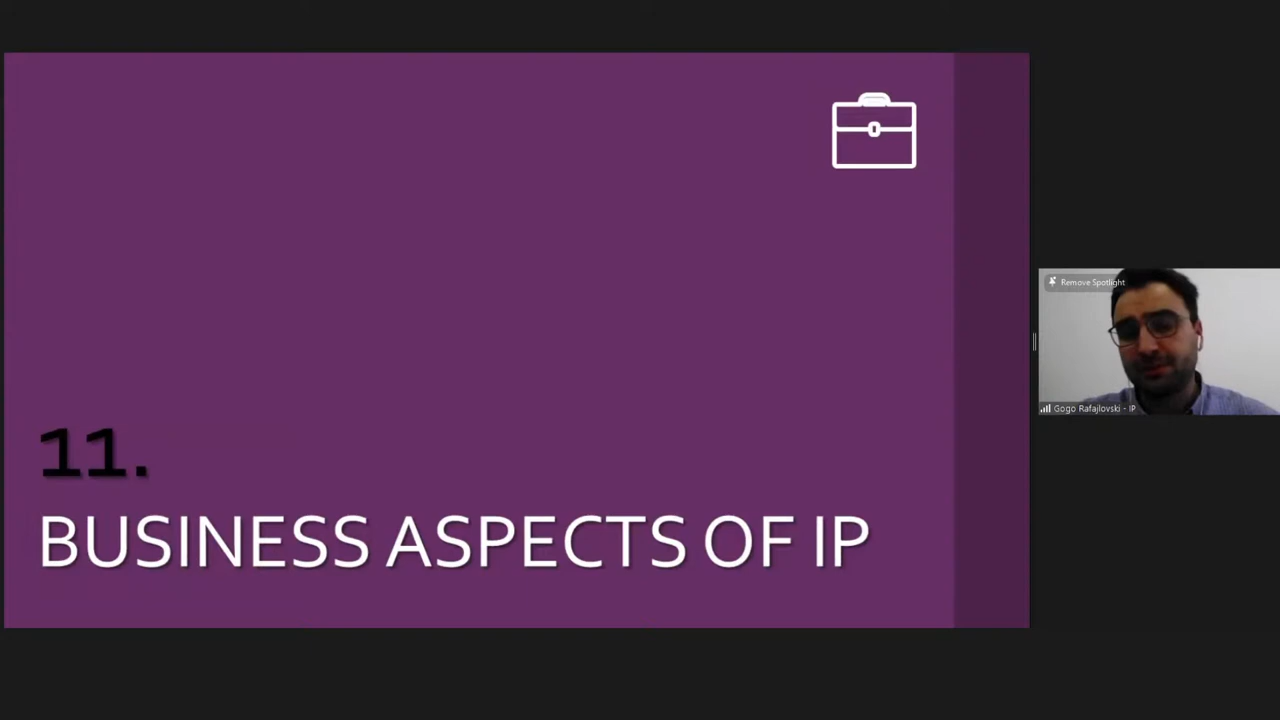 11.
BUSINESS ASPECTS OF IP
Remove Spotlight
Gogo Rafajlovski - IP